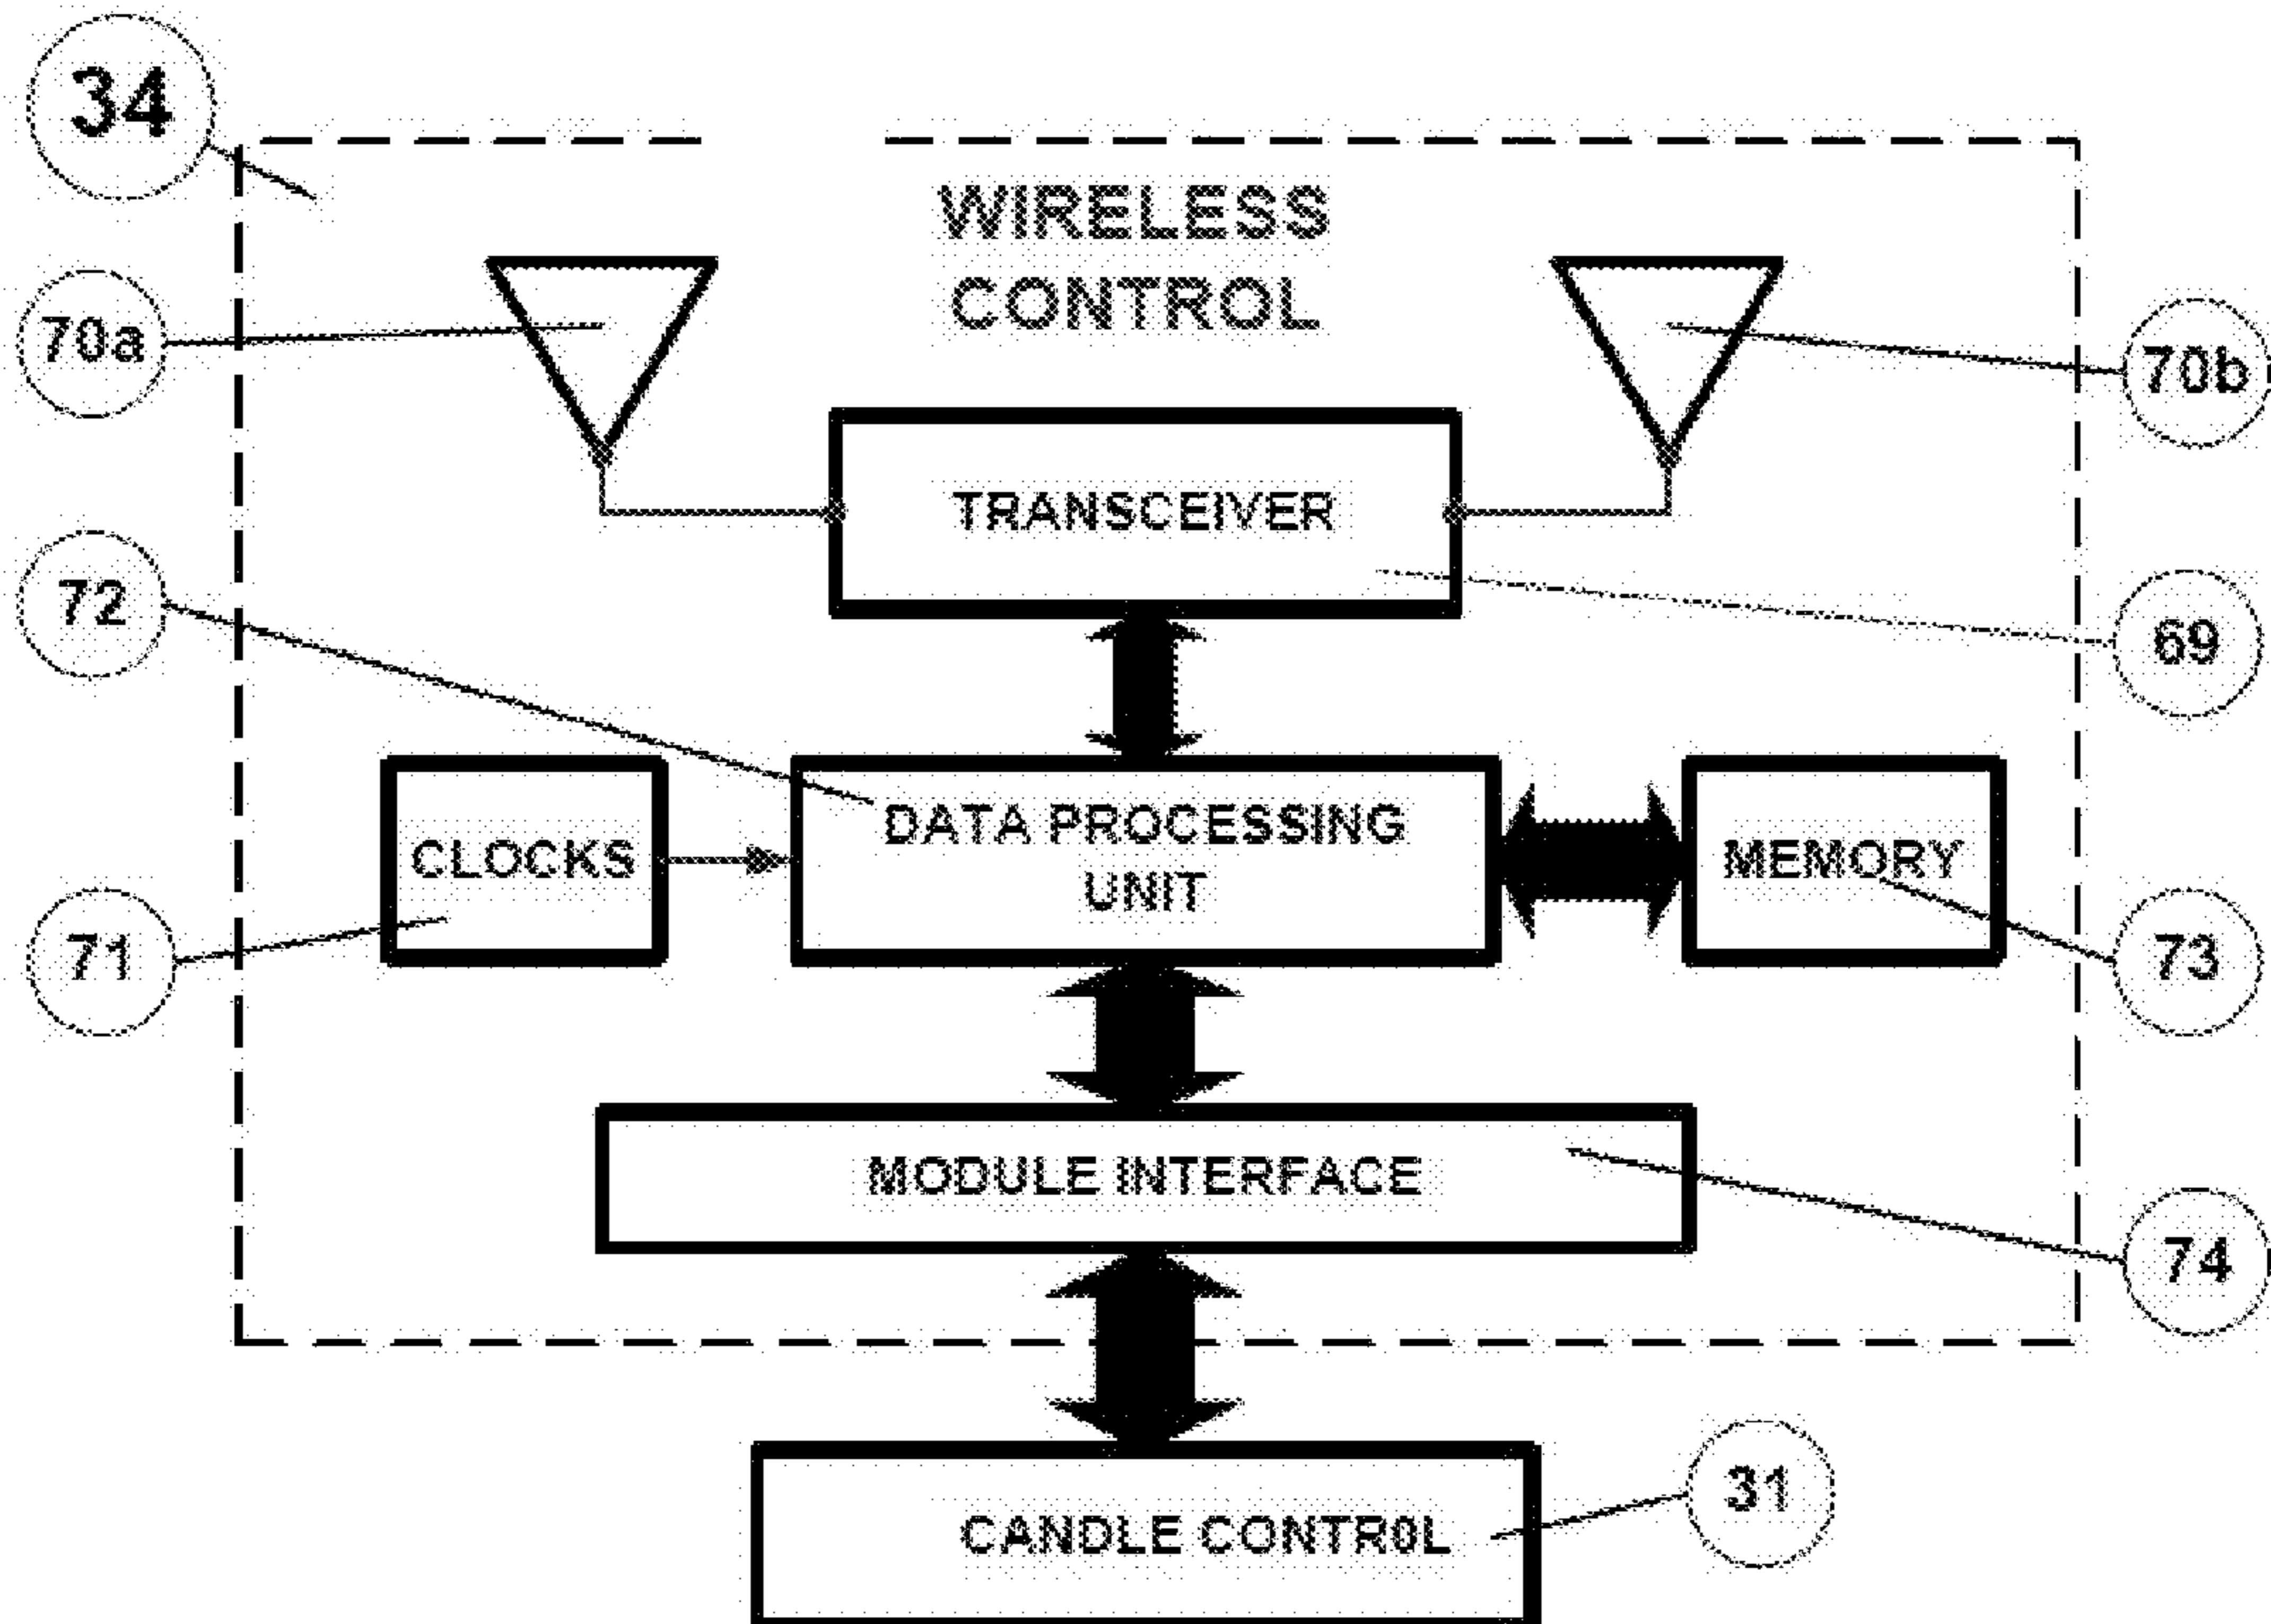 34
WIRELESS
CONTROL
70a
70b
TRANSCEIVER
72
69
DATA PROCESSING
UNIT
CLOCKS
MEMORY
71
73
MODULE INTERFACE
74
31
CANDLE CONTR0L